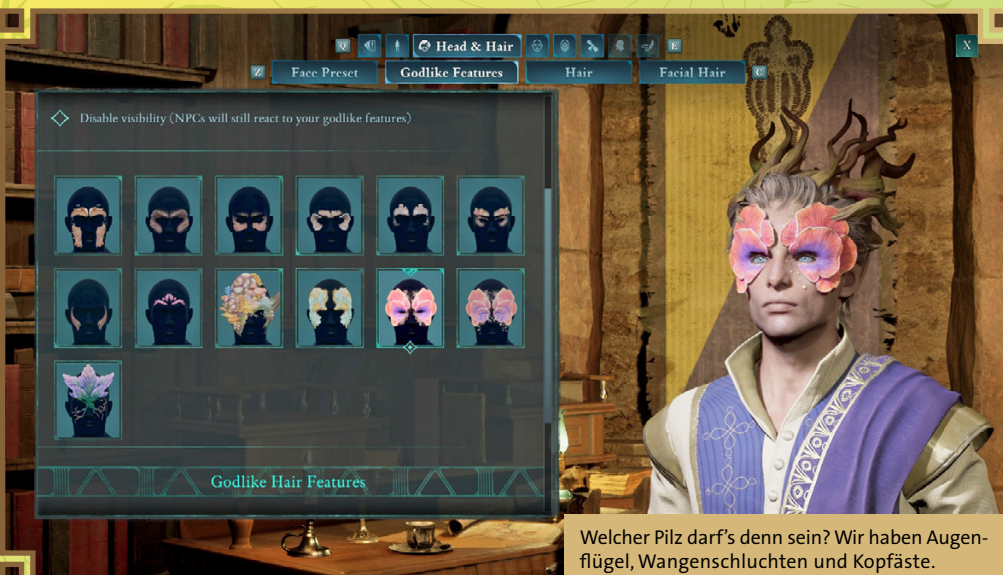 Q
Head & Hair
E
X
Z
Face Preset
Godlike Features
Hair
Facial Hair
C
Disable visibility (NPCs will still react to your godlike features)
Godlike Hair Features
Welcher Pilz darf's denn sein? Wir haben Augen-
flügel, Wangenschluchten und Kopfäste.